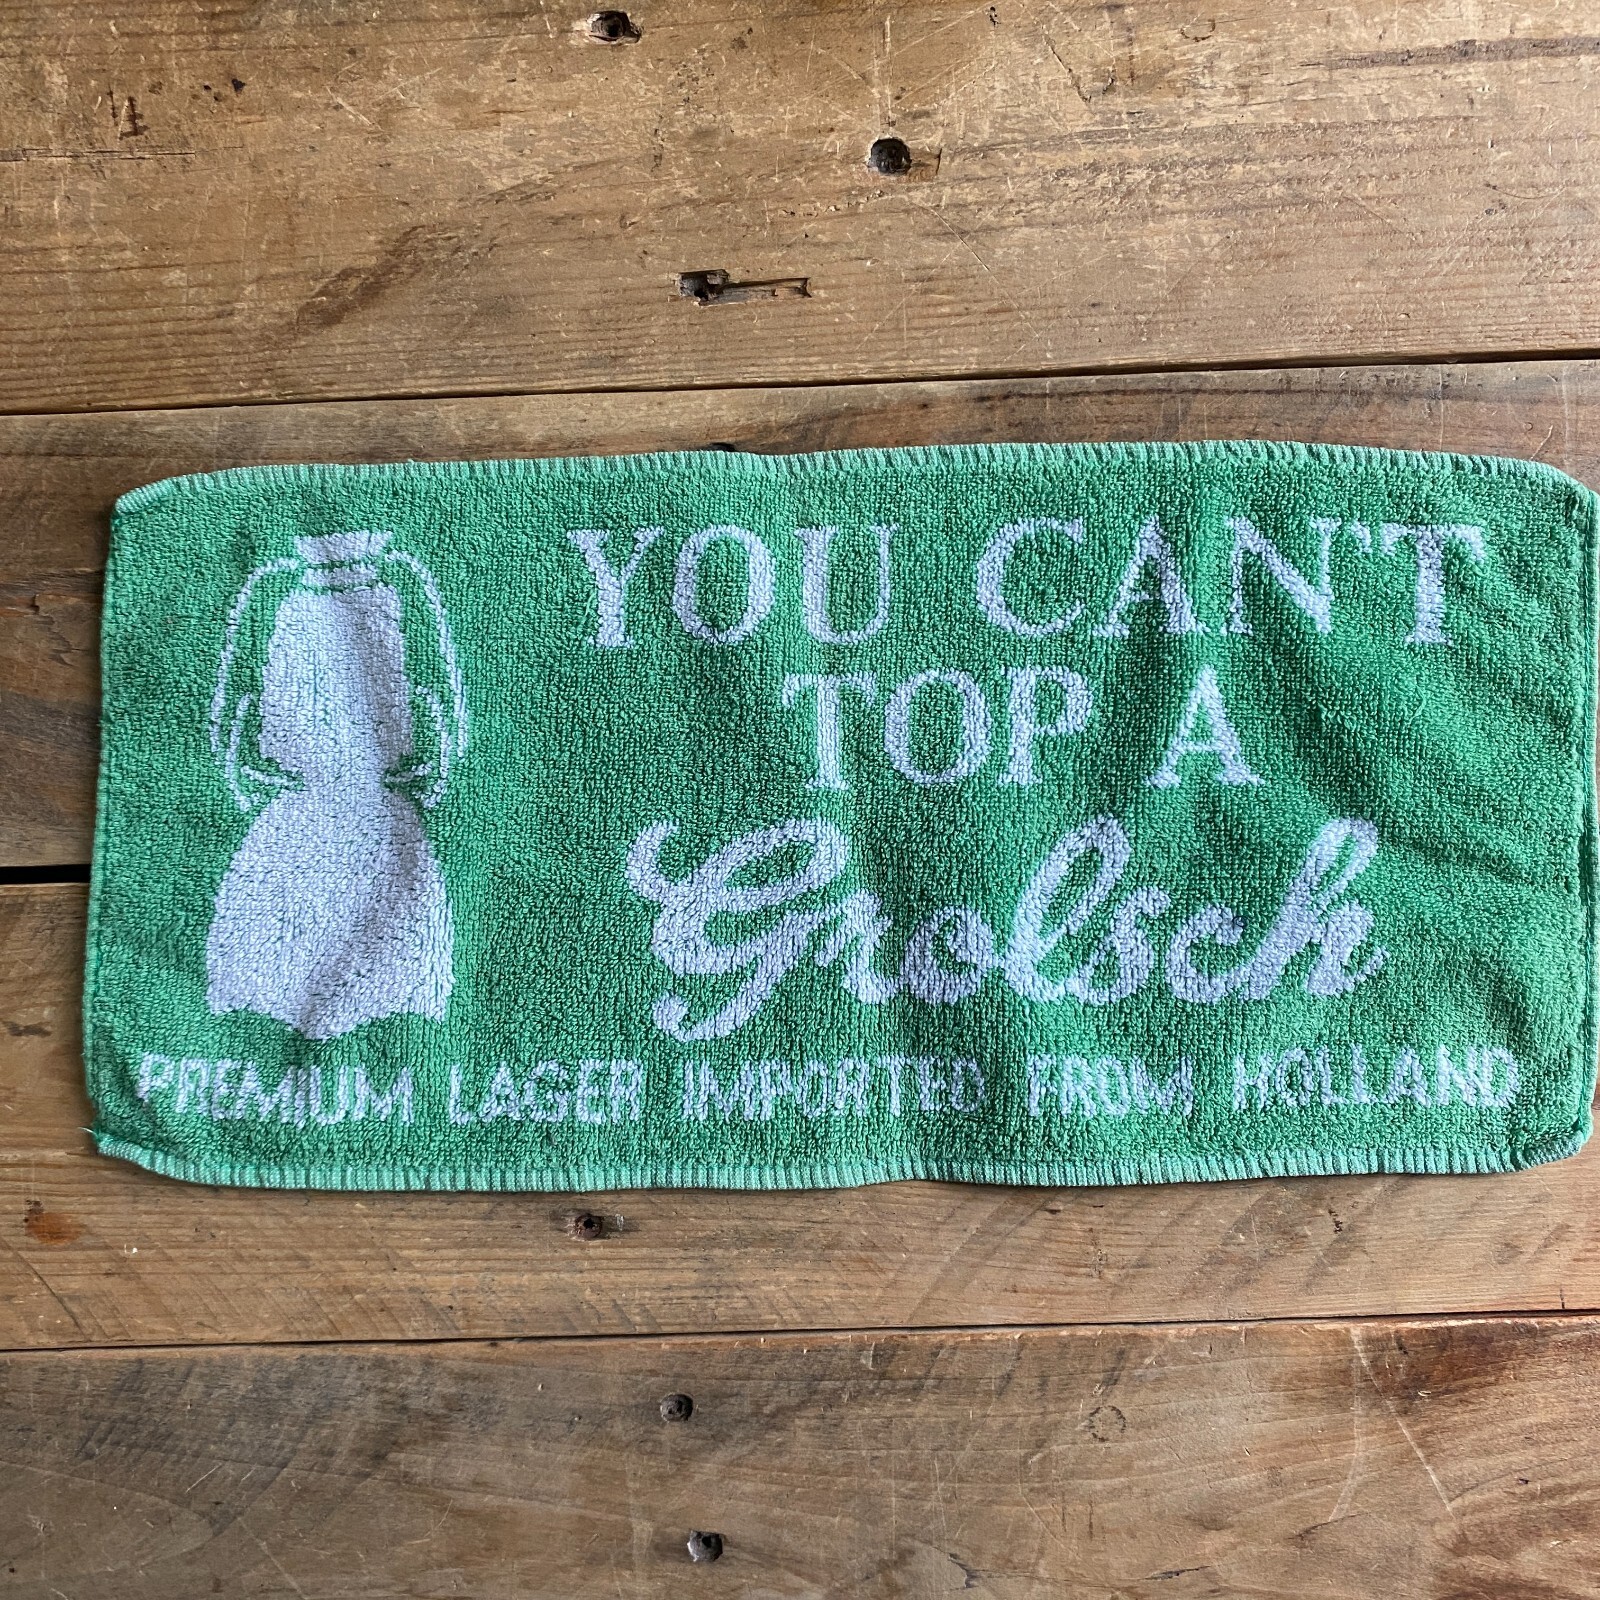 YOU CAN'T
TOP A
Grolsch
PREMIUM LAGER IMPORTED FROM HOLLAND